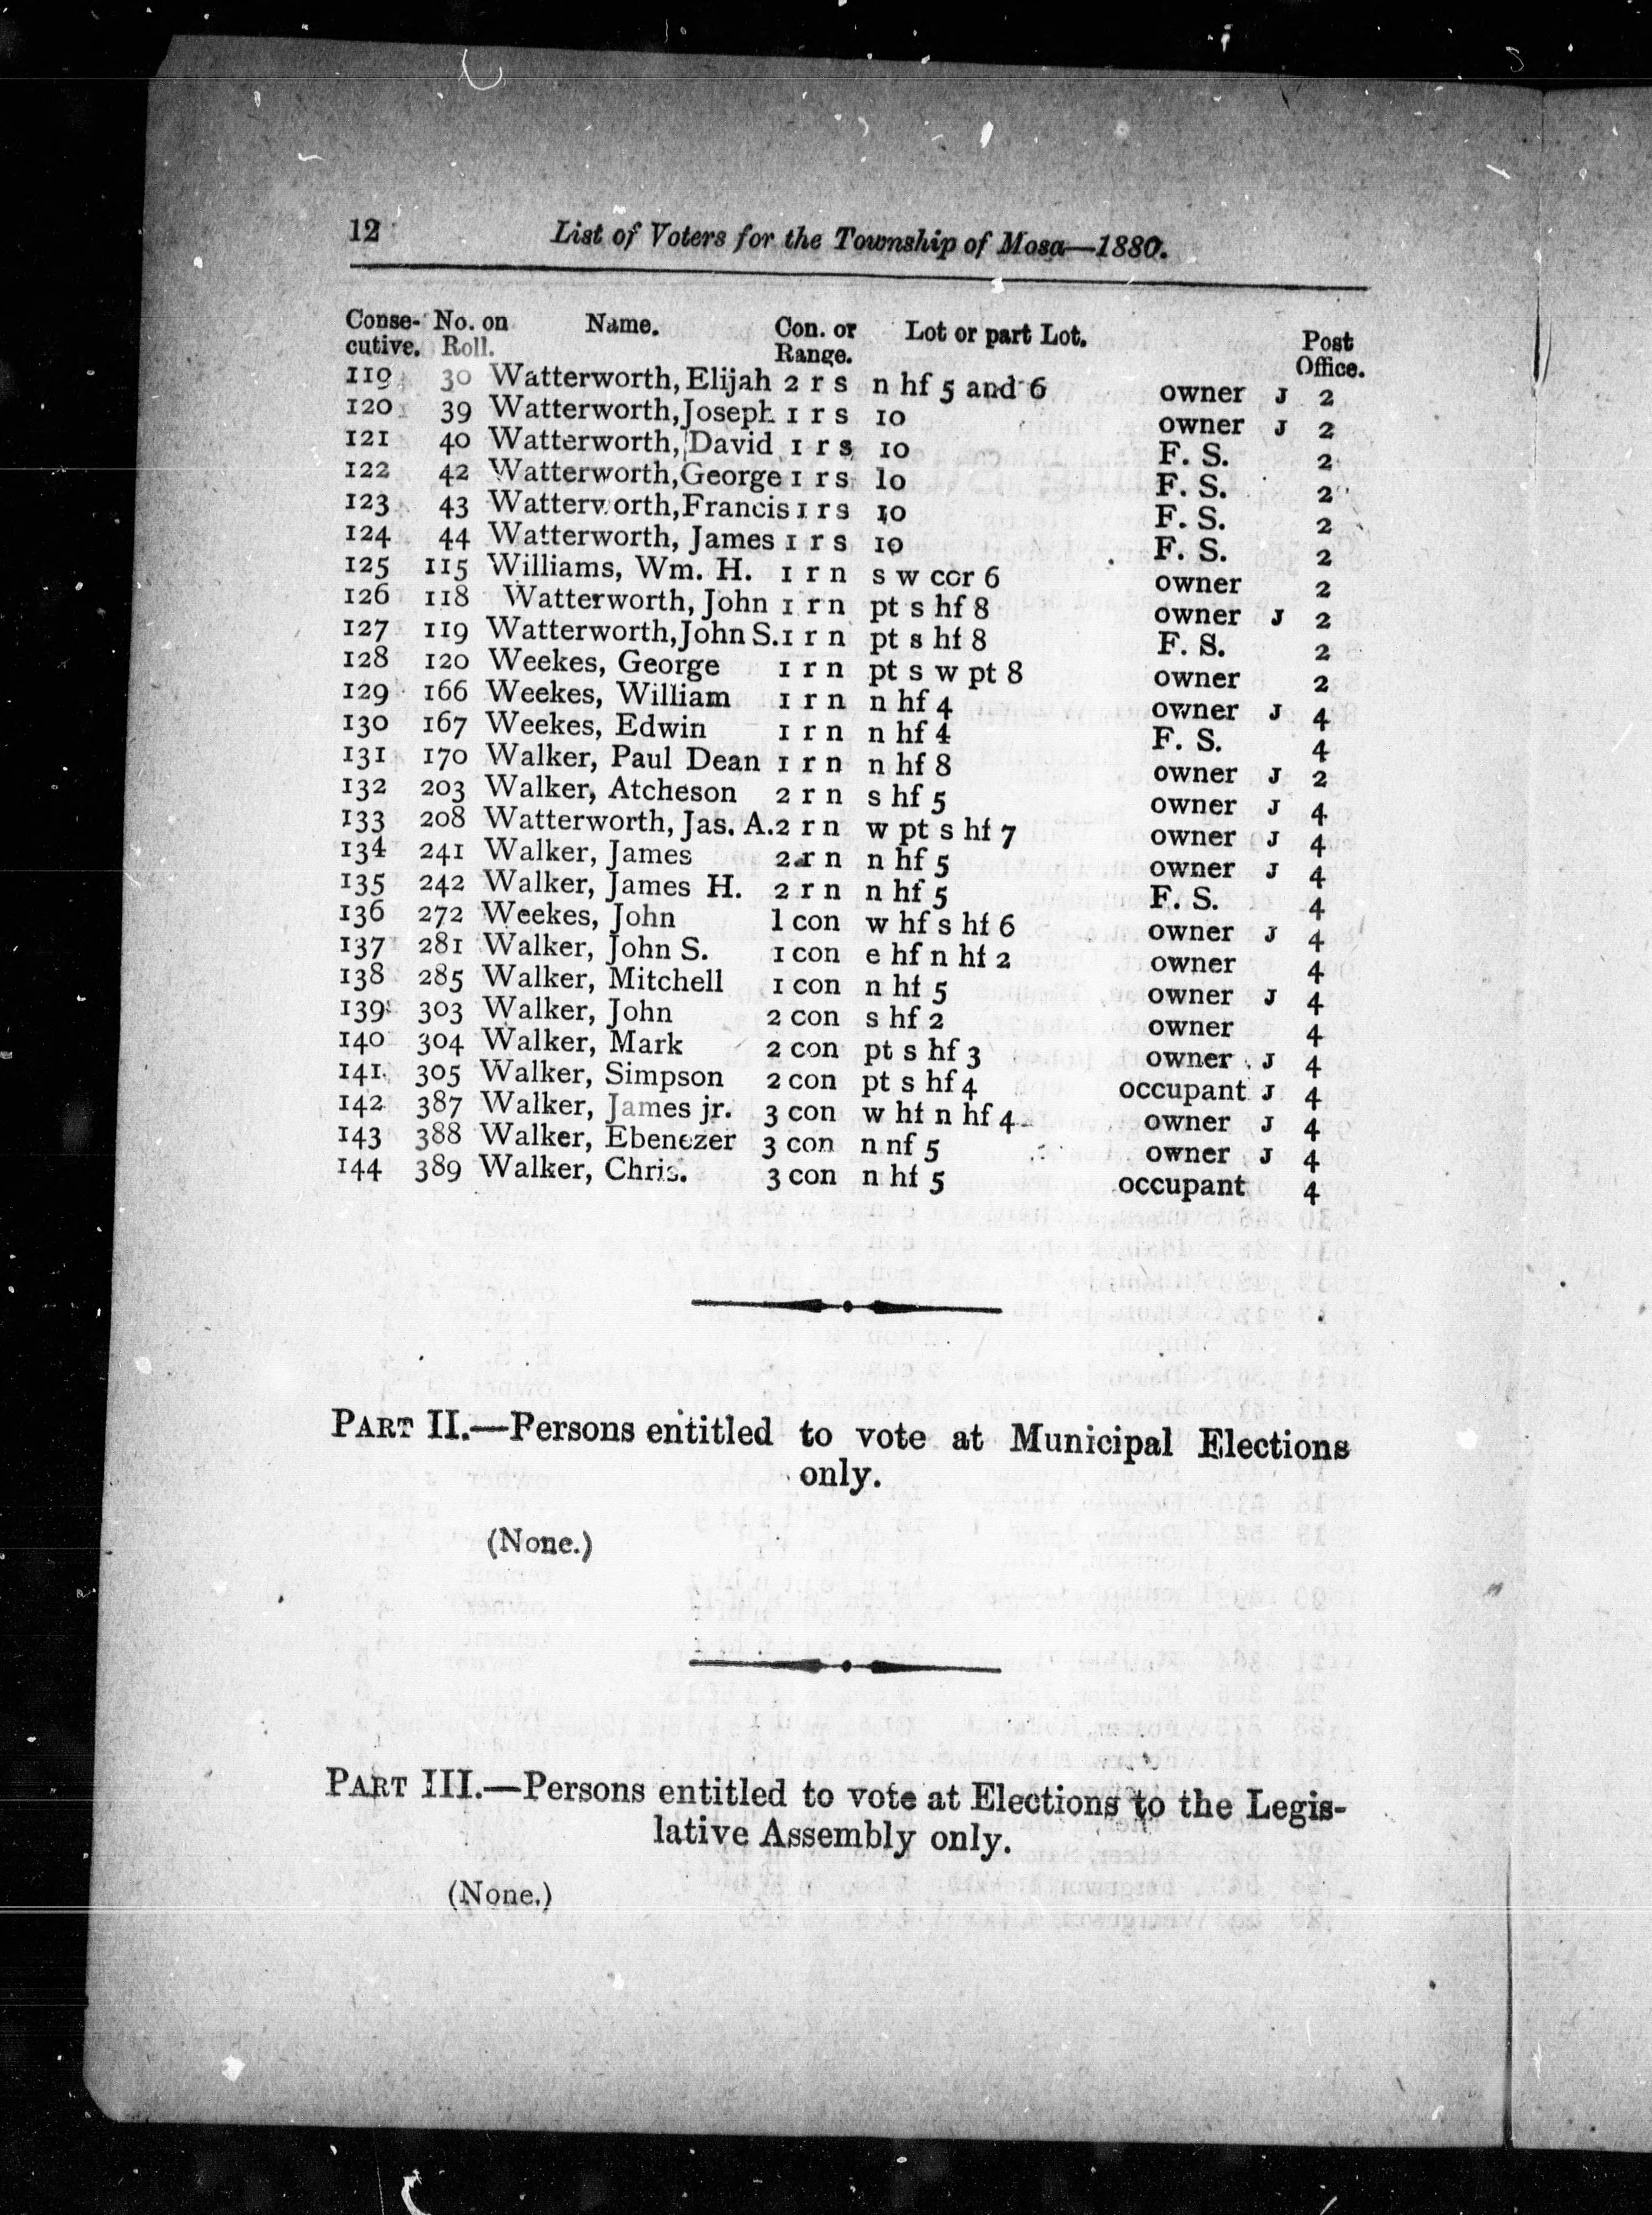 12 List of Voters for the Township of Mosa—1880.
Conse- No. on Name. Con. or Lot or part Lot. Post
cutive. Roll. Range. Office.
119 30 Watterworth, Elijah 2 r s n hf 5 and 6 owner J 2
120 39 Watterworth, Joseph 1 r s 10 owner J 2
121 40 Watterworth, David 1 r s 10 F. S. 2
122 42 Watterworth, George 1 r s 10 F. S. 2
123 43 Watterworth, Francis 1 r s 10 F. S. 2
124 44 Watterworth, James 1 r s 10 F. S. 2
125 115 Williams, Wm. H. 1 r n s w cor 6 owner 2
126 118 Watterworth, John 1 r n pt s hf 8 owner J 2
127 119 Watterworth, John S. 1 r n pt s hf 8 F. S. 2
128 120 Weekes, George 1 r n pt s w pt 8 owner 2
129 166 Weekes, William 1 r n n hf 4 owner J 4
130 167 Weekes, Edwin 1 r n n hf 4 F. S. 4
131 170 Walker, Paul Dean 1 r n n hf 8 owner J 2
132 203 Walker, Atcheson 2 r n s hf 5 owner J 4
133 208 Watterworth, Jas. A. 2 r n w pt s hf 7 owner J 4
134 241 Walker, James 2 r n n hf 5 owner J 4
135 242 Walker, James H. 2 r n n hf 5 F. S. 4
136 272 Weekes, John 1 con w hf s hf 6 owner J 4
137 281 Walker, John S. 1 con e hf n hf 2 owner 4
138 285 Walker, Mitchell 1 con n hf 5 owner J 4
139 303 Walker, John 2 con s hf 2 owner 4
140 304 Walker, Mark 2 con pt s hf 3 owner J 4
141 305 Walker, Simpson 2 con pt s hf 4 occupant J 4
142 387 Walker, James jr. 3 con w hf n hf 4 owner J 4
143 388 Walker, Ebenezer 3 con n nf 5 owner J 4
144 389 Walker, Chris. 3 con n hf 5 occupant 4
PART II.—Persons entitled to vote at Municipal Elections
only.
(None.)
PART III.—Persons entitled to vote at Elections to the Legis-
lative Assembly only.
(None.)